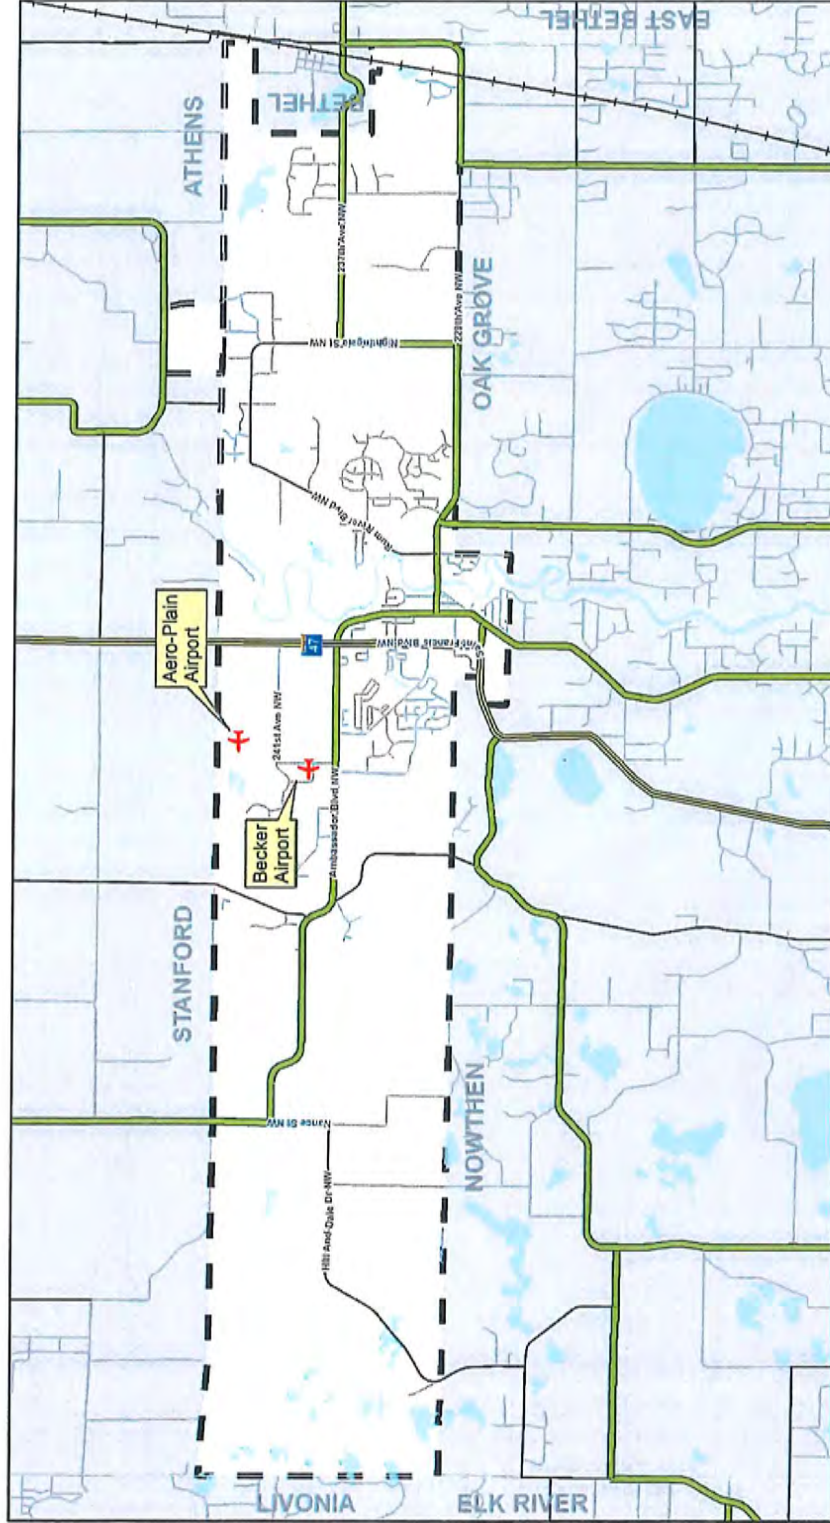 EAST BETHEL
ATHENS
BETHEL
237th Ave NW
229th Ave NW
OAK GROVE
Nightingale St NW
Rum River Blvd NW
Aero-Plain
Airport
47
St Francis Blvd NW
241st Ave NW
Becker
Airport
Ambassador Blvd NW
STANFORD
NOWTHEN
Nance St NW
Hill And-Dale Dr NW
LIVONIA
ELK RIVER